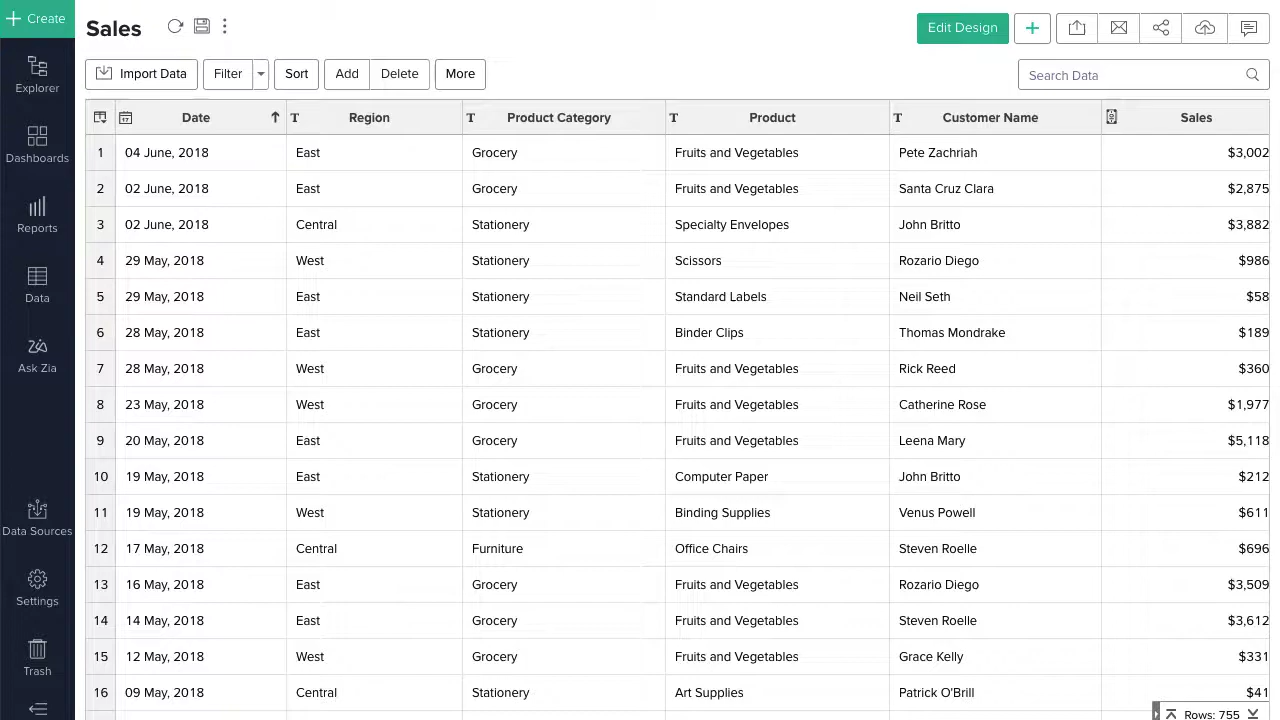 Create
Sales
Edit Design
Import Data
Filter
Sort
Add
Delete
More
Search Data
Explorer
Dashboards
Reports
Data
Ask Zia
Data Sources
Settings
Trash
Date T Region T Product Category T Product T Customer Name Sales
1 04 June, 2018 East Grocery Fruits and Vegetables Pete Zachriah $3,002
2 02 June, 2018 East Grocery Fruits and Vegetables Santa Cruz Clara $2,875
3 02 June, 2018 Central Stationery Specialty Envelopes John Britto $3,882
4 29 May, 2018 West Stationery Scissors Rozario Diego $986
5 29 May, 2018 East Stationery Standard Labels Neil Seth $58
6 28 May, 2018 East Stationery Binder Clips Thomas Mondrake $189
7 28 May, 2018 West Grocery Fruits and Vegetables Rick Reed $360
8 23 May, 2018 West Grocery Fruits and Vegetables Catherine Rose $1,977
9 20 May, 2018 East Grocery Fruits and Vegetables Leena Mary $5,118
10 19 May, 2018 East Stationery Computer Paper John Britto $212
11 19 May, 2018 West Stationery Binding Supplies Venus Powell $611
12 17 May, 2018 Central Furniture Office Chairs Steven Roelle $696
13 16 May, 2018 East Grocery Fruits and Vegetables Rozario Diego $3,509
14 14 May, 2018 East Grocery Fruits and Vegetables Steven Roelle $3,612
15 12 May, 2018 West Grocery Fruits and Vegetables Grace Kelly $331
16 09 May, 2018 Central Stationery Art Supplies Patrick O'Brill $41
Rows: 755